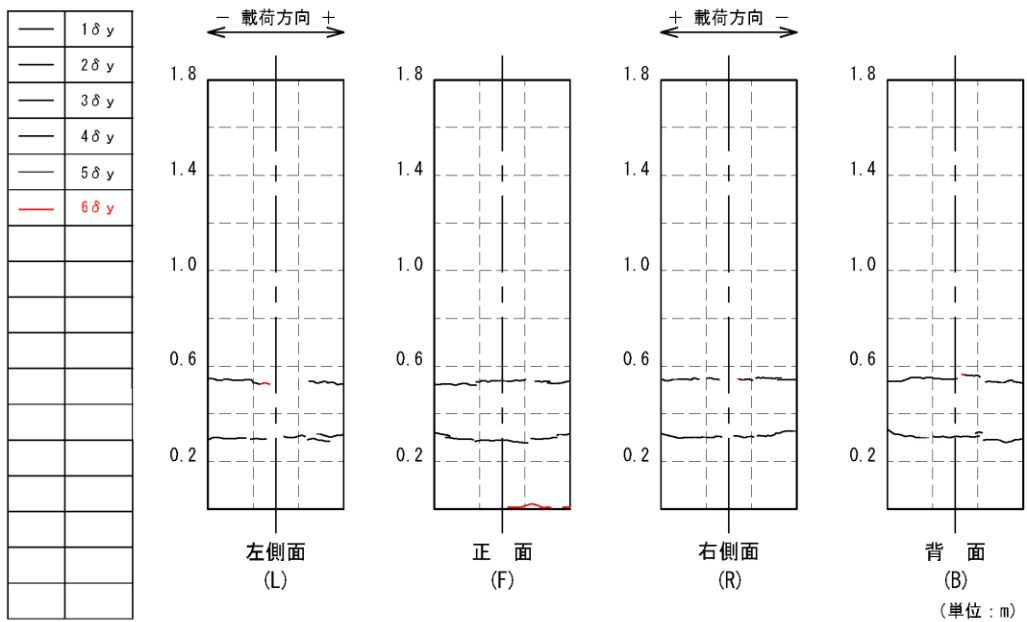 1δy
2δy
3δy
4δy
5δy
6δy
− 載荷方向 +
+ 載荷方向 −
1.8
1.4
1.0
0.6
0.2
左側面
(L)
1.8
1.4
1.0
0.6
0.2
正 面
(F)
1.8
1.4
1.0
0.6
0.2
右側面
(R)
1.8
1.4
1.0
0.6
0.2
背 面
(B)
(単位:m)